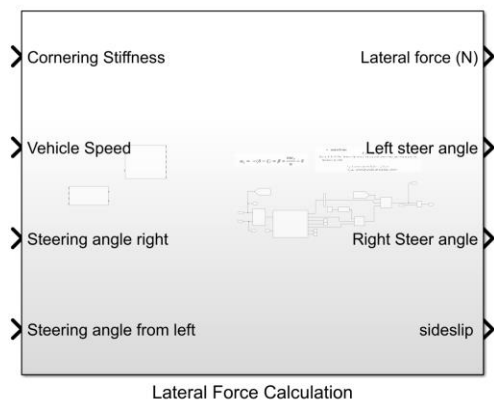 Cornering Stiffness
Lateral force (N)
Vehicle Speed
Left steer angle
Steering angle right
Right Steer angle
Steering angle from left
sideslip
Lateral Force Calculation